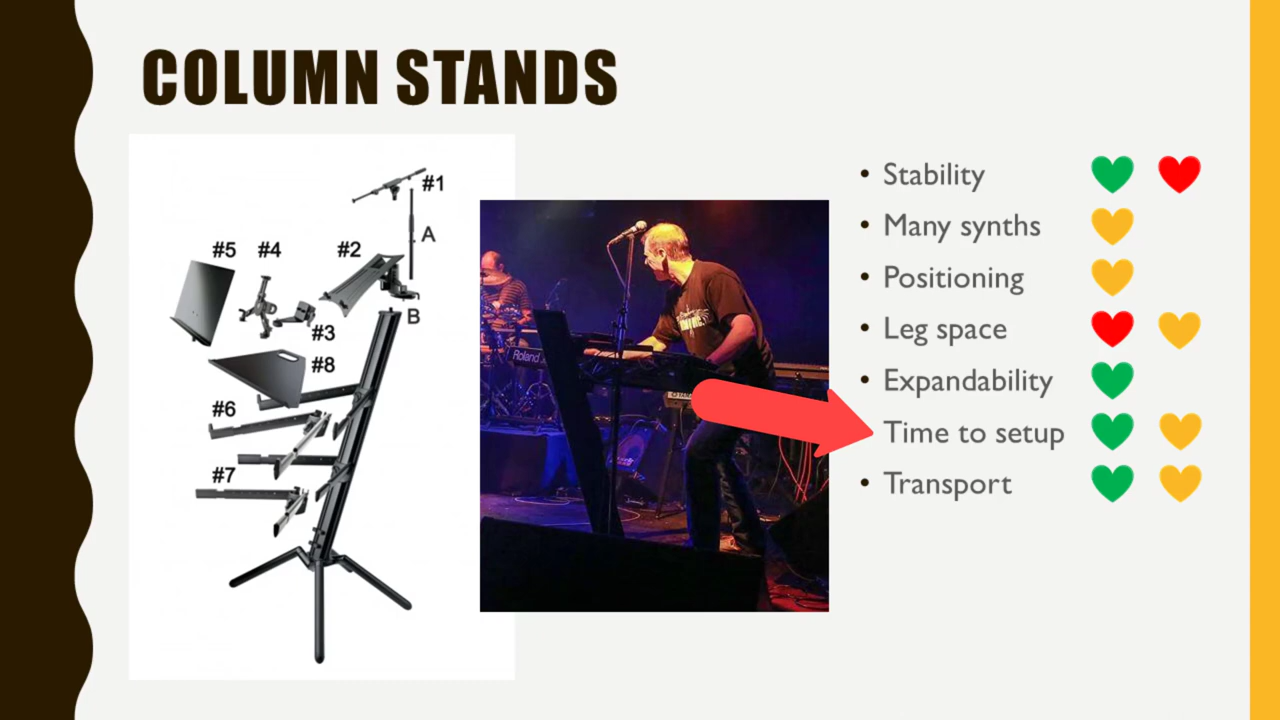 COLUMN STANDS
#1
A
#5 #4 #2
B
#3
#8
#6
#7
Roland
• Stability
• Many synths
• Positioning
• Leg space
• Expandability
Time to setup
• Transport